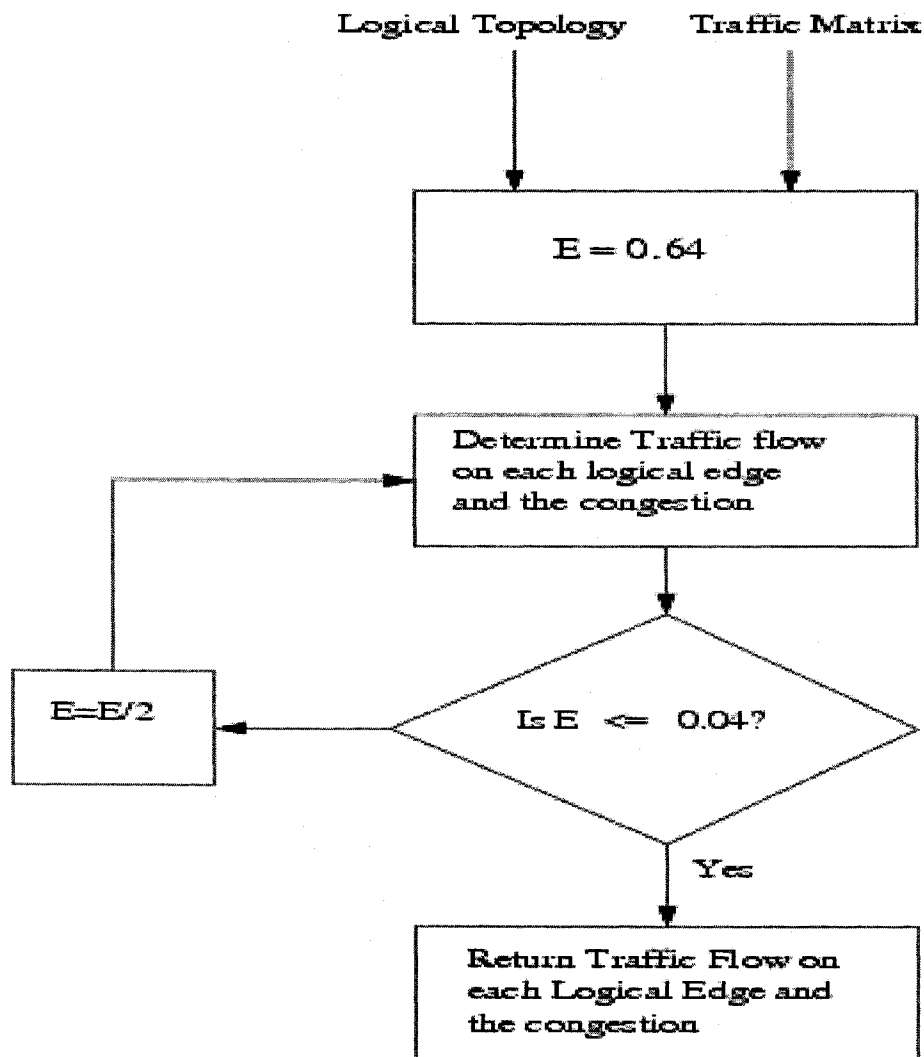 Logical Topology Traffic Matrix
E = 0.64
Determine Traffic flow
on each logical edge
and the congestion
E=E/2
Is E <= 0.04?
Yes
Return Traffic Flow on
each Logical Edge and
the congestion